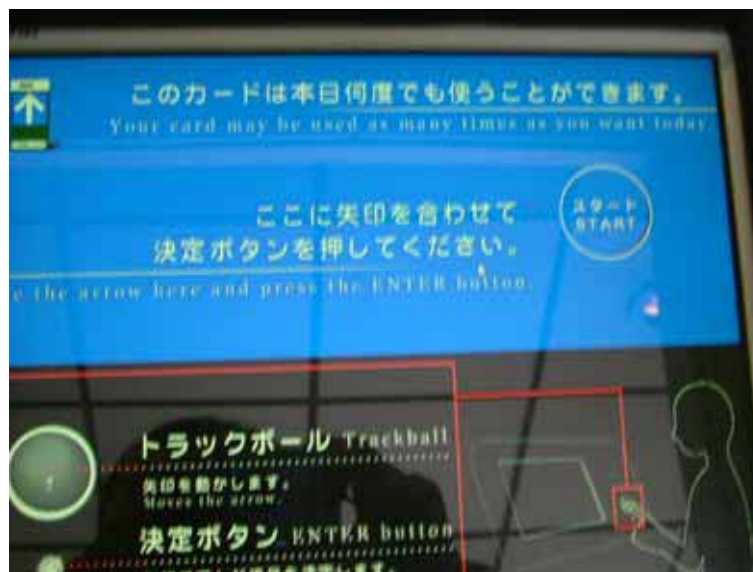 このカードは本日何度でも使うことができます。
Your card may be used as many times as you want today.
ここに矢印を合わせて
決定ボタンを押してください。
the arrow here and press the ENTER button.
スタート
START
トラックボール Trackball
矢印を動かします。
Moves the arrow.
決定ボタン ENTER button